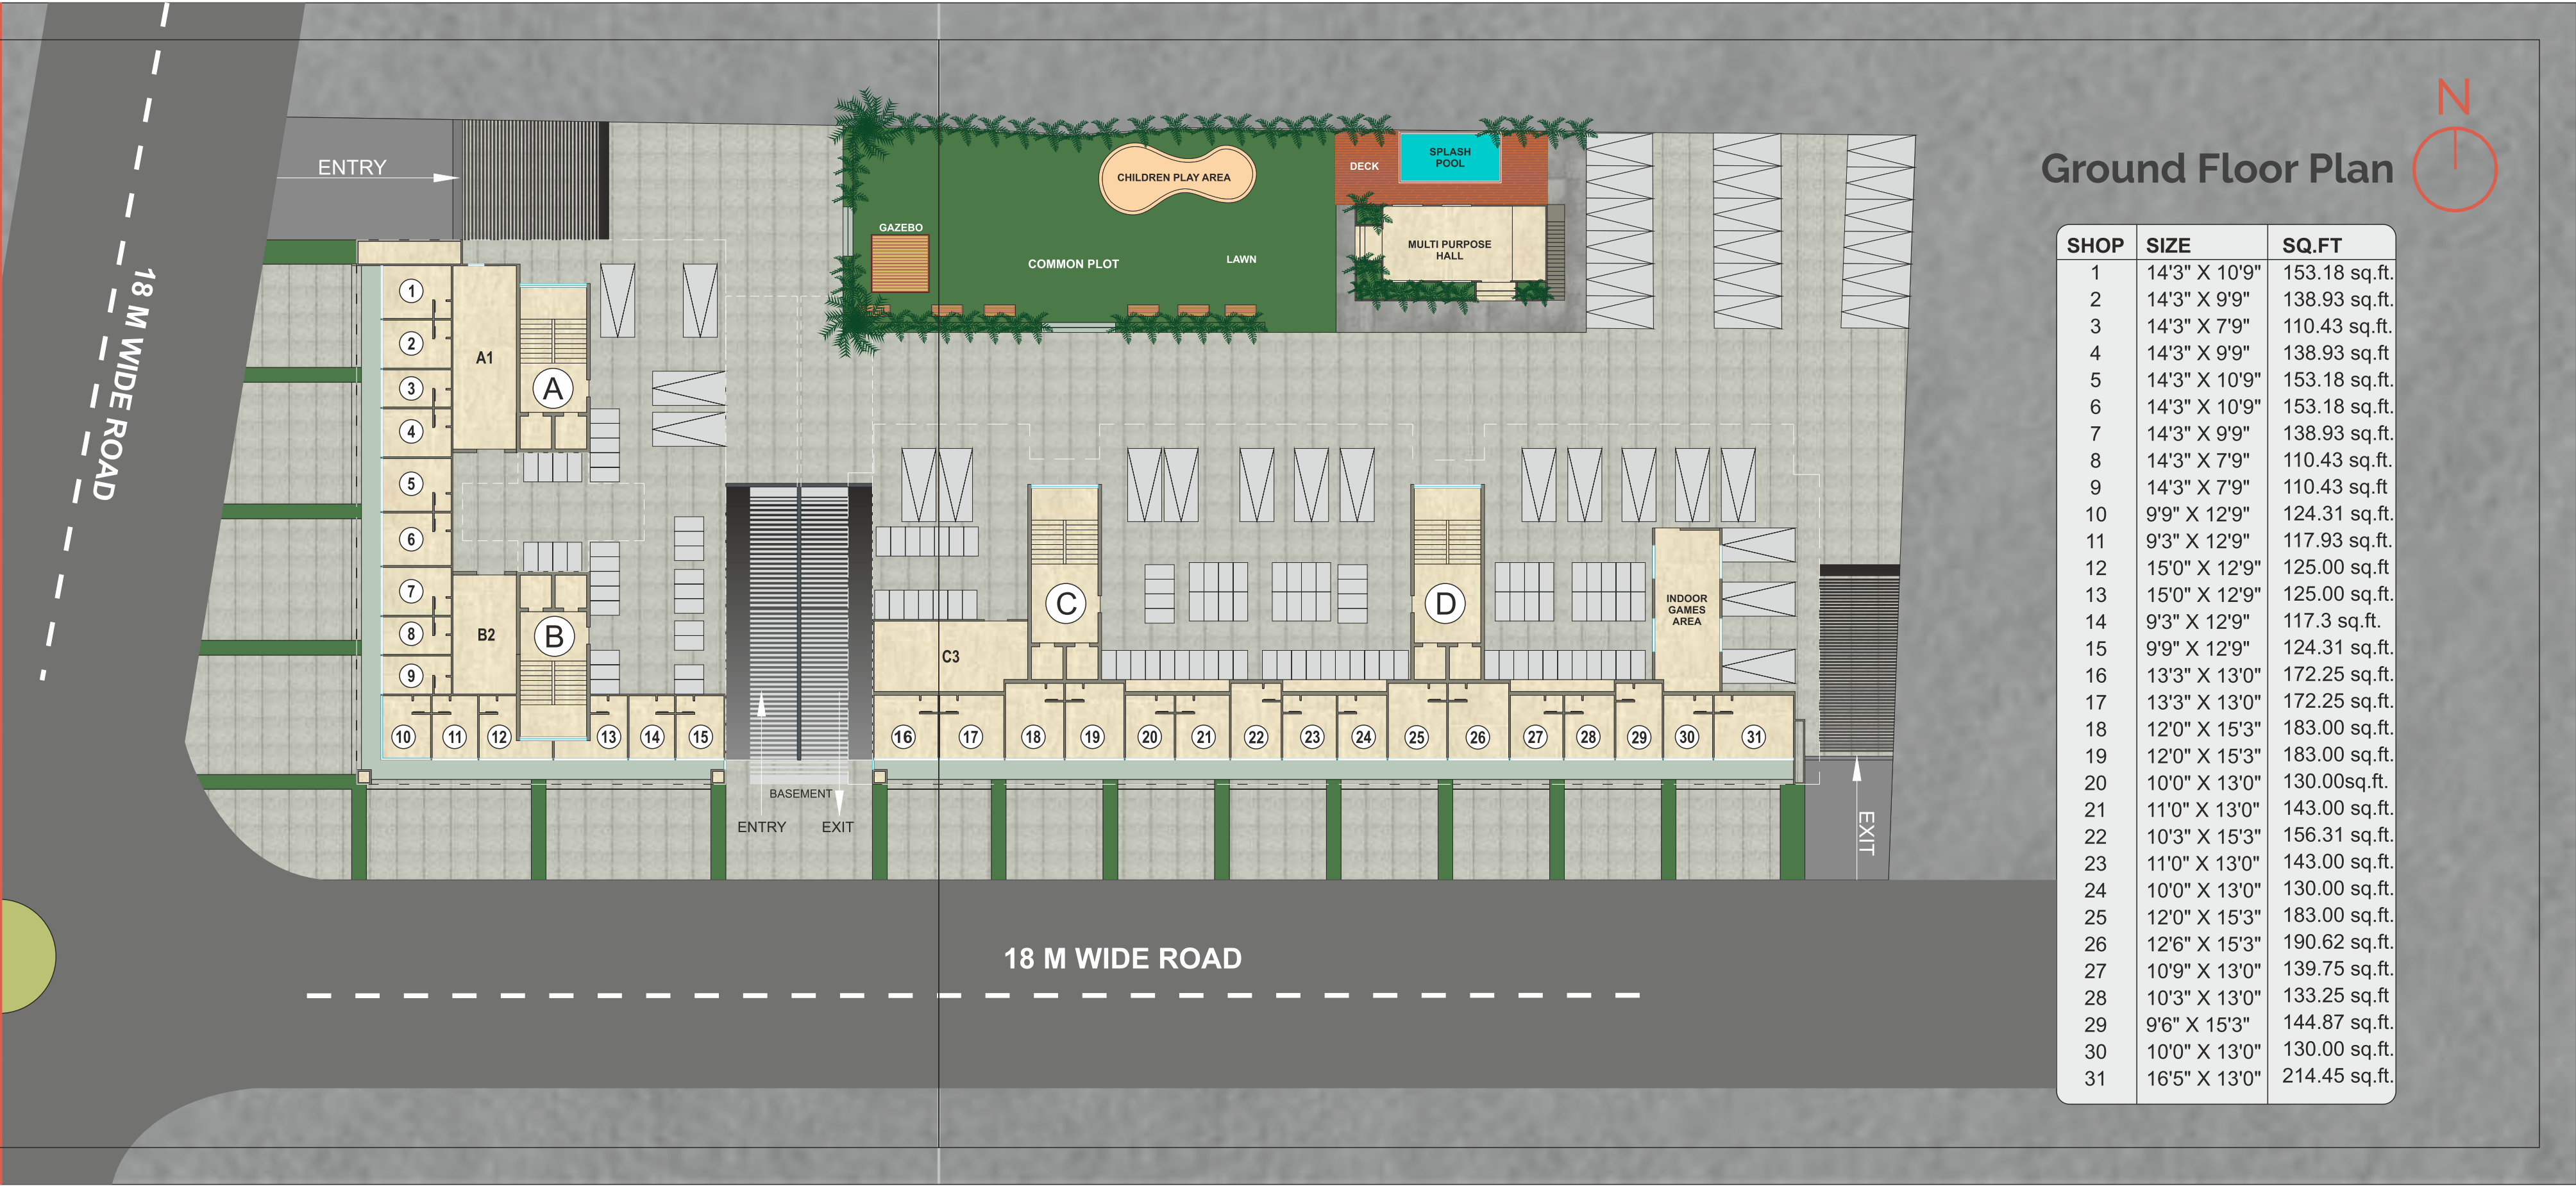 N
Ground Floor Plan
18 M WIDE ROAD
ENTRY
GAZEBO
CHILDREN PLAY AREA
COMMON PLOT
LAWN
DECK
SPLASH
POOL
MULTI PURPOSE
HALL
1
2
3
4
5
6
7
8
9
A1
A
B2
B
10
11
12
13
14
15
BASEMENT
ENTRY
EXIT
C3
C
D
INDOOR
GAMES
AREA
16
17
18
19
20
21
22
23
24
25
26
27
28
29
30
31
EXIT
18 M WIDE ROAD
SHOP SIZE SQ.FT
1 14'3" X 10'9" 153.18 sq.ft.
2 14'3" X 9'9" 138.93 sq.ft.
3 14'3" X 7'9" 110.43 sq.ft.
4 14'3" X 9'9" 138.93 sq.ft
5 14'3" X 10'9" 153.18 sq.ft.
6 14'3" X 10'9" 153.18 sq.ft.
7 14'3" X 9'9" 138.93 sq.ft.
8 14'3" X 7'9" 110.43 sq.ft.
9 14'3" X 7'9" 110.43 sq.ft
10 9'9" X 12'9" 124.31 sq.ft.
11 9'3" X 12'9" 117.93 sq.ft.
12 15'0" X 12'9" 125.00 sq.ft
13 15'0" X 12'9" 125.00 sq.ft.
14 9'3" X 12'9" 117.3 sq.ft.
15 9'9" X 12'9" 124.31 sq.ft.
16 13'3" X 13'0" 172.25 sq.ft.
17 13'3" X 13'0" 172.25 sq.ft.
18 12'0" X 15'3" 183.00 sq.ft.
19 12'0" X 15'3" 183.00 sq.ft.
20 10'0" X 13'0" 130.00sq.ft.
21 11'0" X 13'0" 143.00 sq.ft.
22 10'3" X 15'3" 156.31 sq.ft.
23 11'0" X 13'0" 143.00 sq.ft.
24 10'0" X 13'0" 130.00 sq.ft.
25 12'0" X 15'3" 183.00 sq.ft.
26 12'6" X 15'3" 190.62 sq.ft.
27 10'9" X 13'0" 139.75 sq.ft.
28 10'3" X 13'0" 133.25 sq.ft
29 9'6" X 15'3" 144.87 sq.ft.
30 10'0" X 13'0" 130.00 sq.ft.
31 16'5" X 13'0" 214.45 sq.ft.